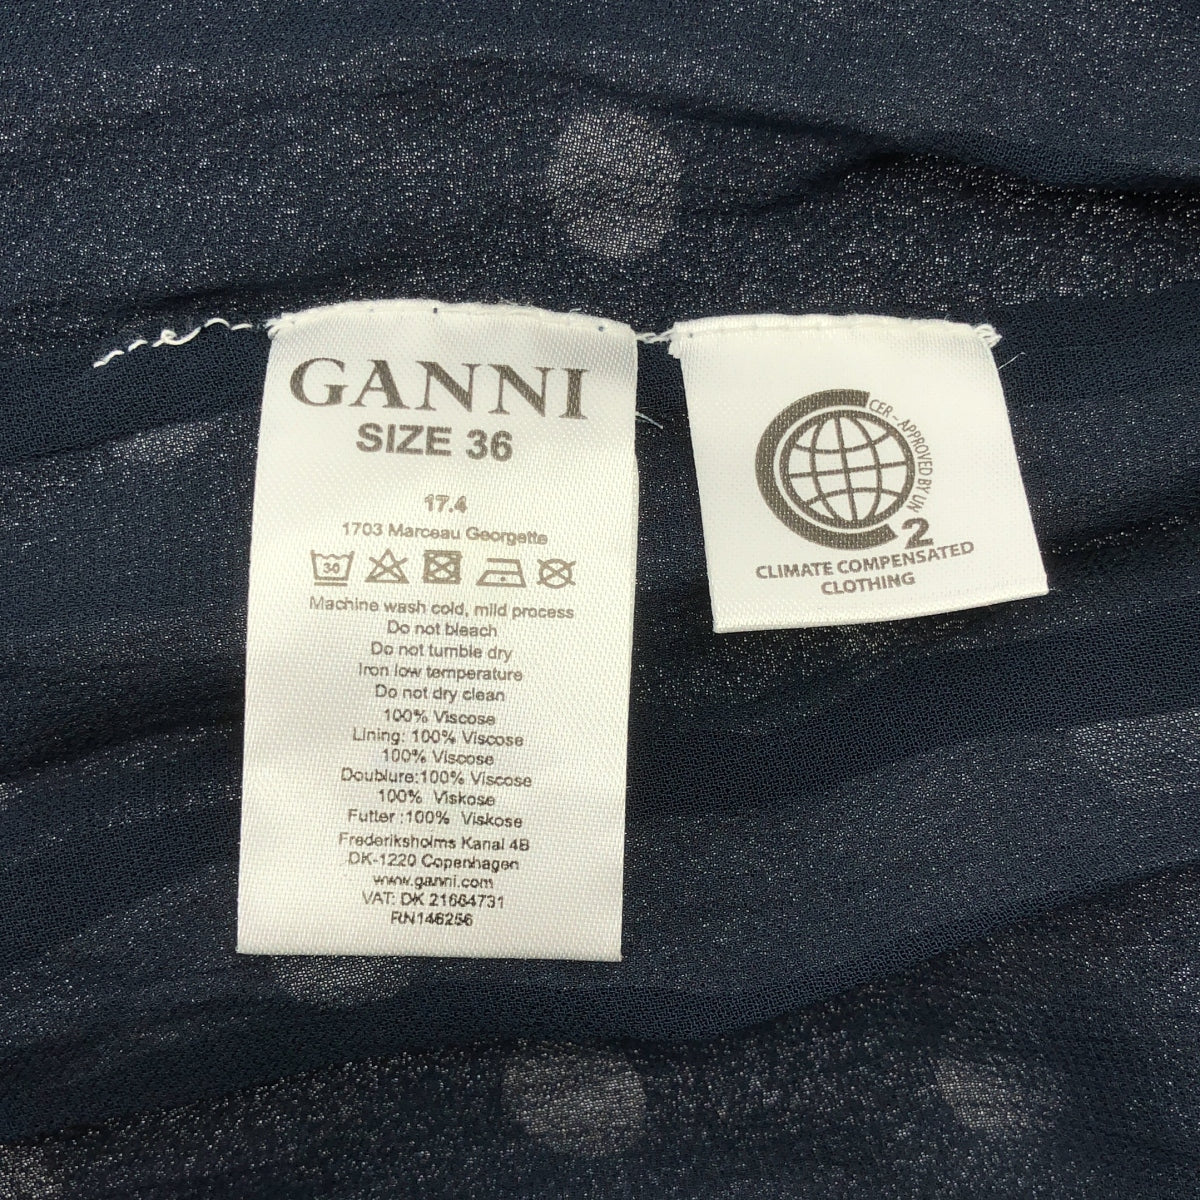 GANNI
SIZE 36
17.4
1703 Marceau Georgette
30
Machine wash cold, mild process
Do not bleach
Do not tumble dry
Iron low temperature
Do not dry clean
100% Viscose
Lining: 100% Viscose
100% Viscose
Doublure:100% Viscose
100% Viskose
Futter :100% Viskose
Frederiksholms Kanal 4B
DK-1220 Copenhagen
www.ganni.com
VAT: DK 21664731
RN146256
CER - APPROVED BY UN
C 2
CLIMATE COMPENSATED
CLOTHING